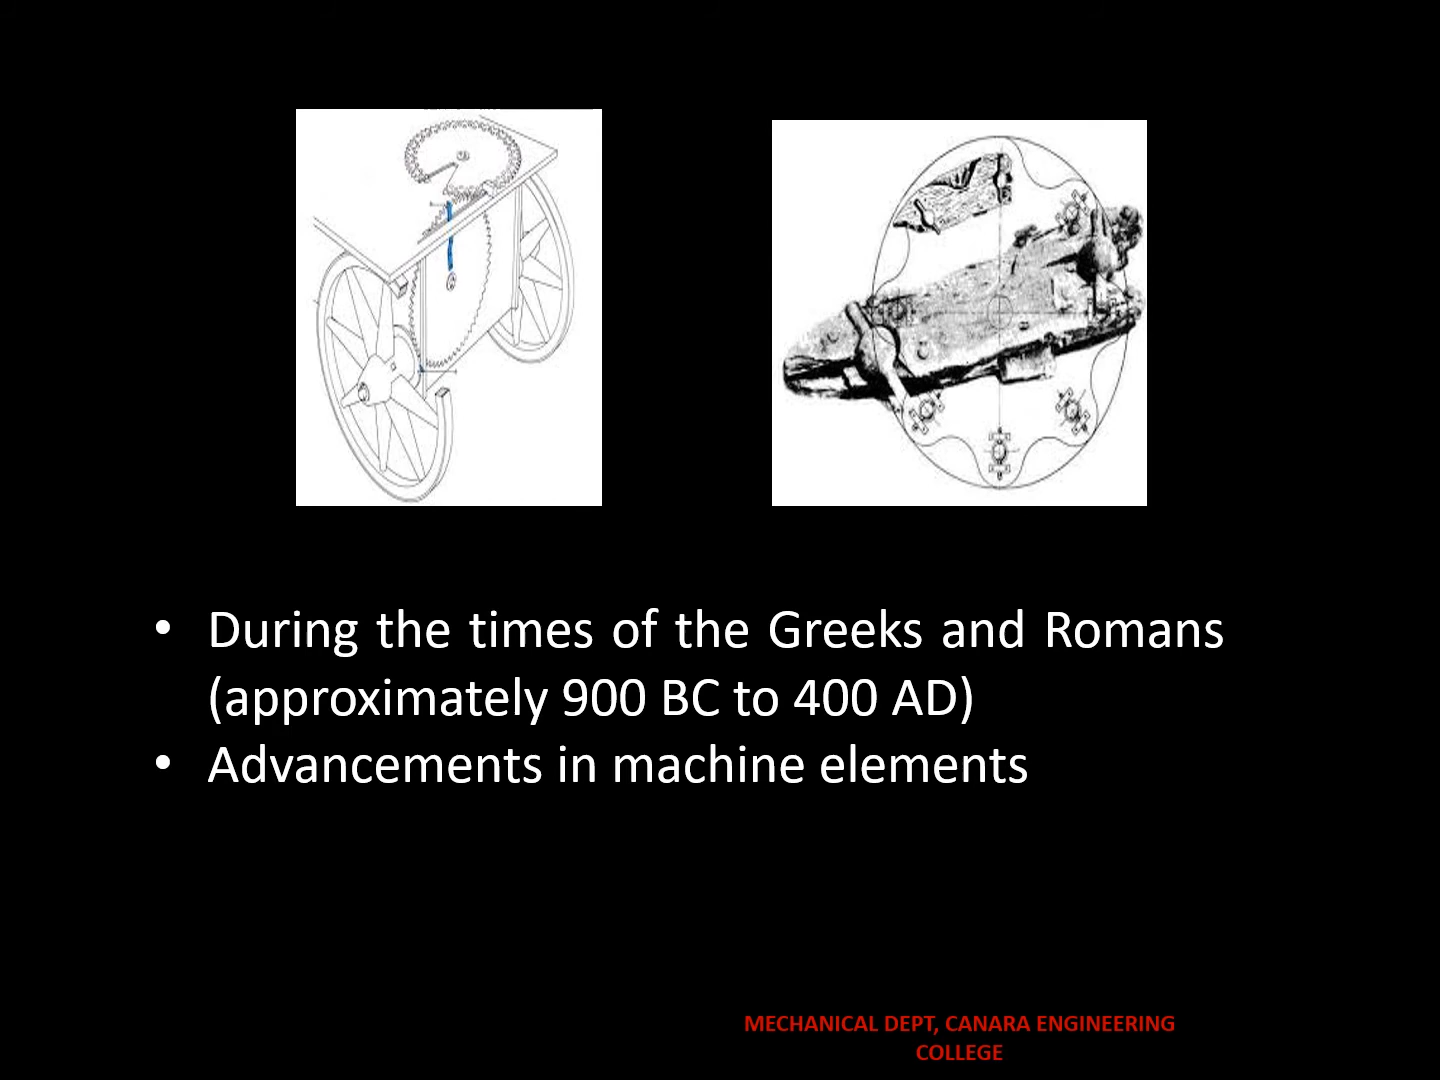 • During the times of the Greeks and Romans
(approximately 900 BC to 400 AD)
• Advancements in machine elements
MECHANICAL DEPT, CANARA ENGINEERING
COLLEGE